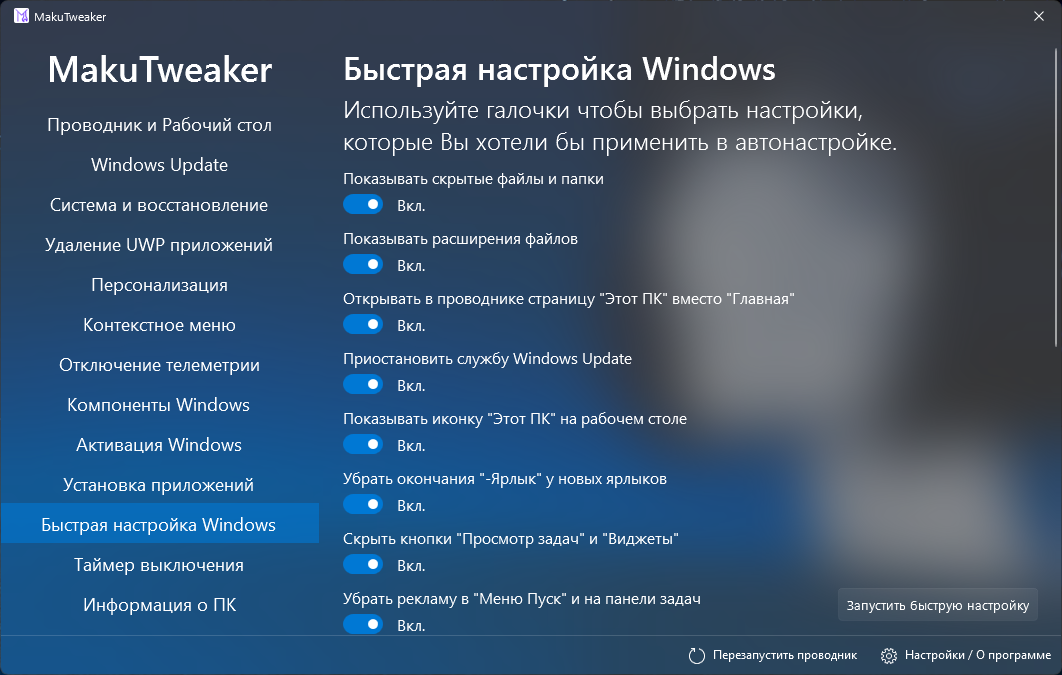 MakuTweaker
MakuTweaker
Проводник и Рабочий стол
Windows Update
Система и восстановление
Удаление UWP приложений
Персонализация
Контекстное меню
Отключение телеметрии
Компоненты Windows
Активация Windows
Установка приложений
Быстрая настройка Windows
Таймер выключения
Информация о ПК
Быстрая настройка Windows
Используйте галочки чтобы выбрать настройки,
которые Вы хотели бы применить в автонастройке.
Показывать скрытые файлы и папки
Вкл.
Показывать расширения файлов
Вкл.
Открывать в проводнике страницу "Этот ПК" вместо "Главная"
Вкл.
Приостановить службу Windows Update
Вкл.
Показывать иконку "Этот ПК" на рабочем столе
Вкл.
Убрать окончания "-Ярлык" у новых ярлыков
Вкл.
Скрыть кнопки "Просмотр задач" и "Виджеты"
Вкл.
Убрать рекламу в "Меню Пуск" и на панели задач
Вкл.
Запустить быструю настройку
Перезапустить проводник
Настройки / О программе